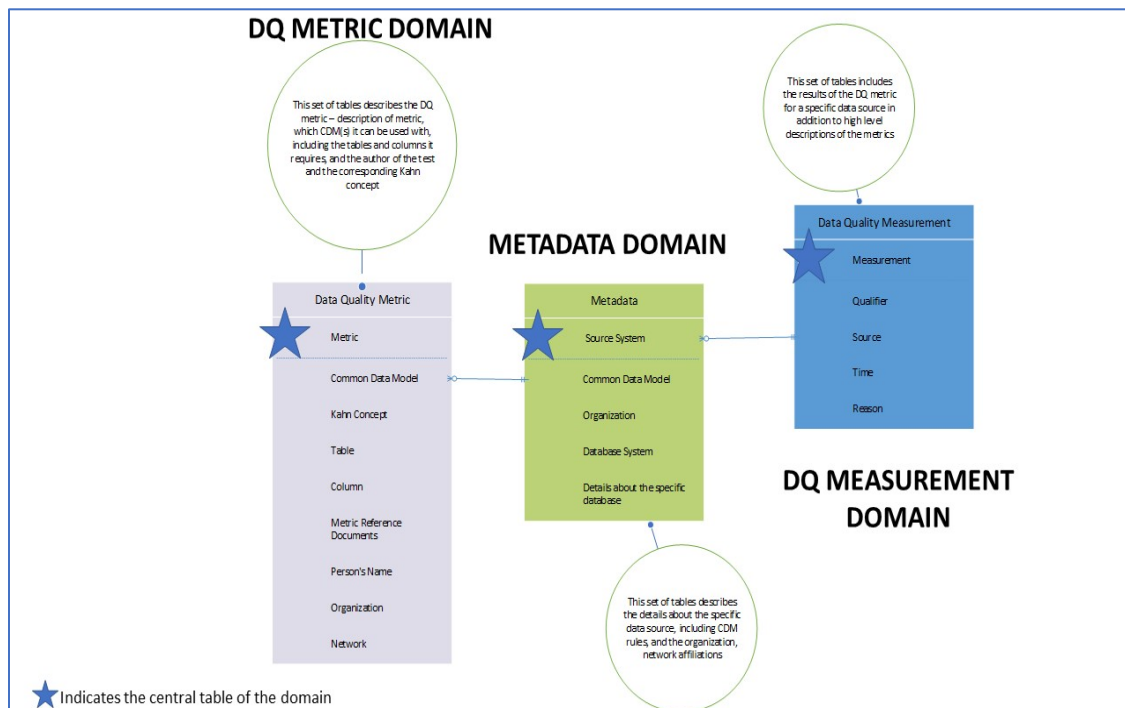 DQ METRIC DOMAIN
This set of tables describes the DQ
metric – description of metric,
which CDM(s) it can be used with,
including the tables and columns it
requires, and the author of the test
and the corresponding Kahn
concept
This set of tables includes
the results of the DQ metric
for a specific data source in
addition to high level
descriptions of the metrics
METADATA DOMAIN
Data Quality Metric
Metric
Common Data Model
Kahn Concept
Table
Column
Metric Reference
Documents
Person's Name
Organization
Network
Metadata
Source System
Common Data Model
Organization
Database System
Details about the specific
database
Data Quality Measurement
Measurement
Qualifier
Source
Time
Reason
DQ MEASUREMENT
DOMAIN
This set of tables describes
the details about the specific
data source, including CDM
rules, and the organization,
network affiliations
Indicates the central table of the domain